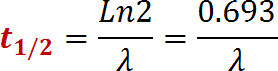 t₁/₂ = Ln2/λ = 0.693/λ